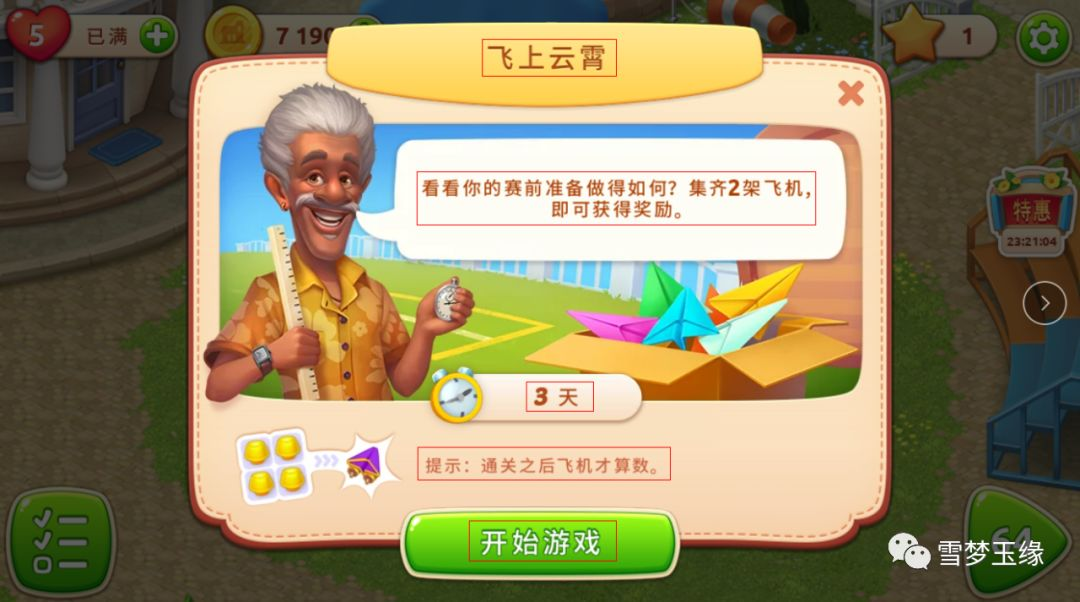 5 已满
7 190
1
飞上云霄
看看你的赛前准备做得如何？集齐2架飞机，
即可获得奖励。
特惠
23:21:04
3 天
提示：通关之后飞机才算数。
开始游戏
64
雪梦玉缘